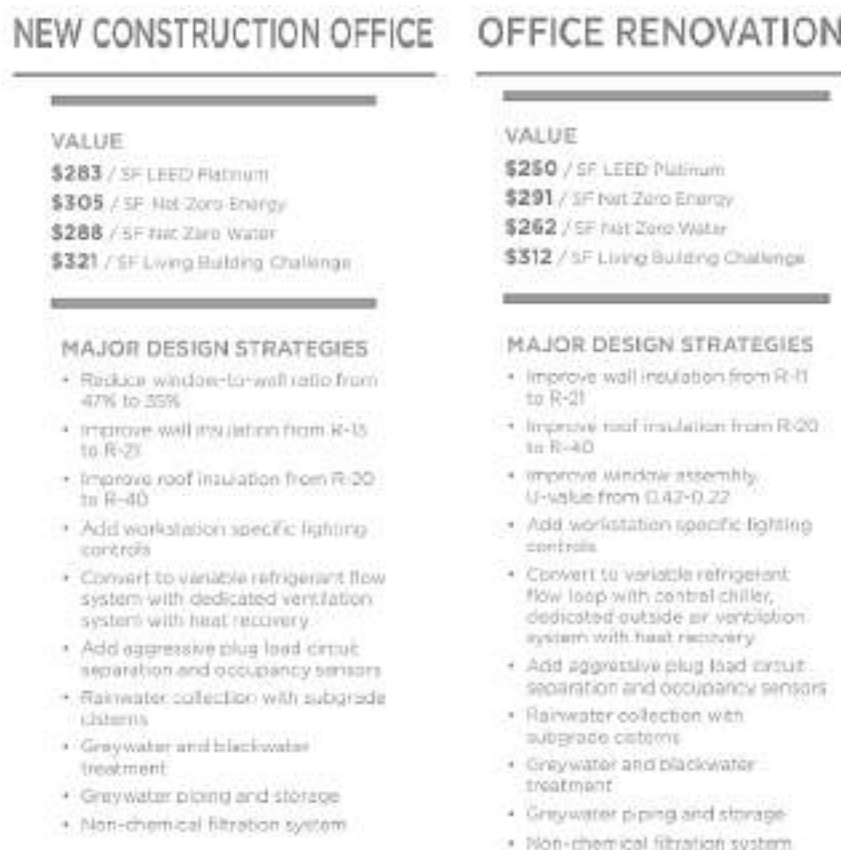 NEW CONSTRUCTION OFFICE
VALUE
$283 / SF LEED Platinum
$305 / SF Net Zero Energy
$288 / SF Net Zero Water
$321 / SF Living Building Challenge
MAJOR DESIGN STRATEGIES
• Reduce window-to-wall ratio from
47% to 35%
• Improve wall insulation from
to R-21
• Improve roof insulation from R-20
to R-40
• Add workstation specific lighting
controls
• Convert to variable refrigerant flow
system with dedicated ventilation
system with heat recovery
• Add aggressive plug load circuit
separation and occupancy sensors
• Rainwater collection with subgrade
cisterns
• Greywater and blackwater
treatment
• Greywater piping and storage
• Non-chemical filtration system
OFFICE RENOVATION
VALUE
$250 / SF LEED Platinum
$291 / SF Net Zero Energy
$262 / SF Net Zero Water
$312 / SF Living Building Challenge
MAJOR DESIGN STRATEGIES
• Improve wall insulation from R-11
to R-21
• Improve roof insulation from R-20
to R-40
• Improve window assembly
U-value from 0.42-0.22
• Add workstation specific lighting
controls
• Convert to variable refrigerant
flow loop with central chiller,
dedicated outside air ventilation
system with heat recovery
• Add aggressive plug load circuit
separation and occupancy sensors
• Rainwater collection with
subgrade cisterns
• Greywater and blackwater
treatment
• Greywater piping and storage
• Non-chemical filtration system